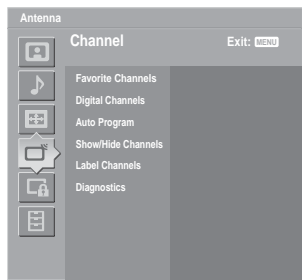 Antenna
Channel Exit: MENU
Favorite Channels
Digital Channels
Auto Program
Show/Hide Channels
Label Channels
Diagnostics